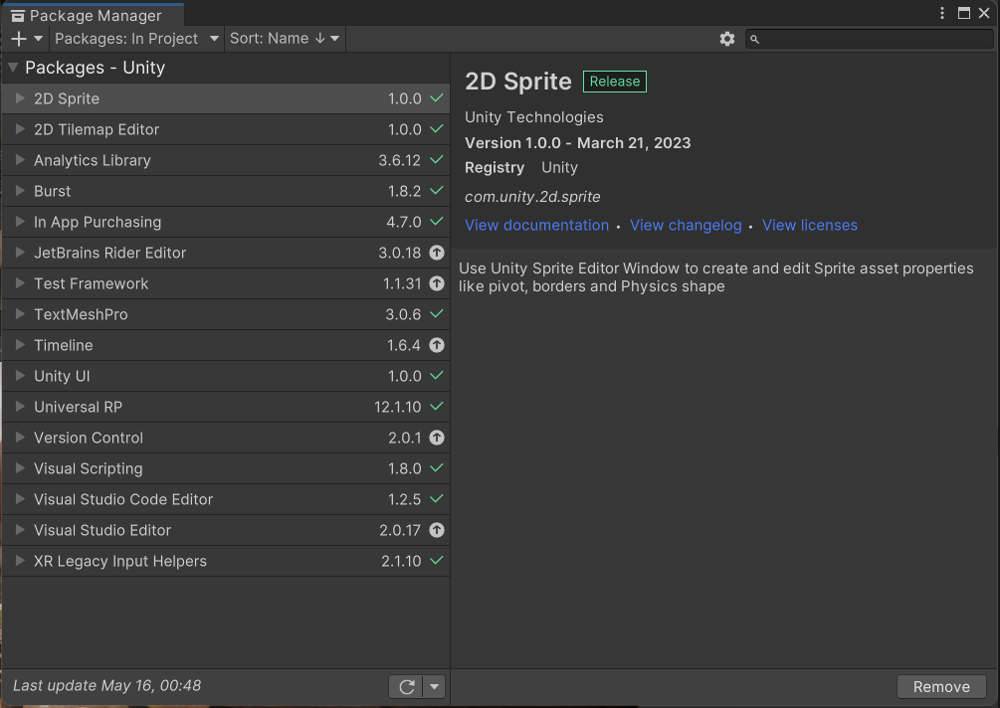 Package Manager
Packages: In Project Sort: Name ↓
Packages - Unity
2D Sprite 1.0.0
2D Tilemap Editor 1.0.0
Analytics Library 3.6.12
Burst 1.8.2
In App Purchasing 4.7.0
JetBrains Rider Editor 3.0.18
Test Framework 1.1.31
TextMeshPro 3.0.6
Timeline 1.6.4
Unity UI 1.0.0
Universal RP 12.1.10
Version Control 2.0.1
Visual Scripting 1.8.0
Visual Studio Code Editor 1.2.5
Visual Studio Editor 2.0.17
XR Legacy Input Helpers 2.1.10
Last update May 16, 00:48
2D Sprite Release
Unity Technologies
Version 1.0.0 - March 21, 2023
Registry Unity
com.unity.2d.sprite
View documentation • View changelog • View licenses
Use Unity Sprite Editor Window to create and edit Sprite asset properties
like pivot, borders and Physics shape
Remove